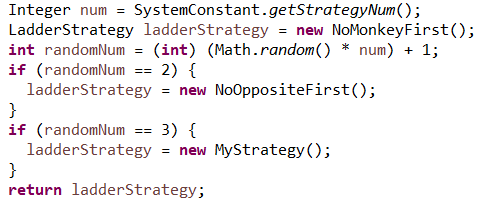 Integer num = SystemConstant.getStrategyNum();
LadderStrategy ladderStrategy = new NoMonkeyFirst();
int randomNum = (int) (Math.random() * num) + 1;
if (randomNum == 2) {
  ladderStrategy = new NoOppositeFirst();
}
if (randomNum == 3) {
  ladderStrategy = new MyStrategy();
}
return ladderStrategy;